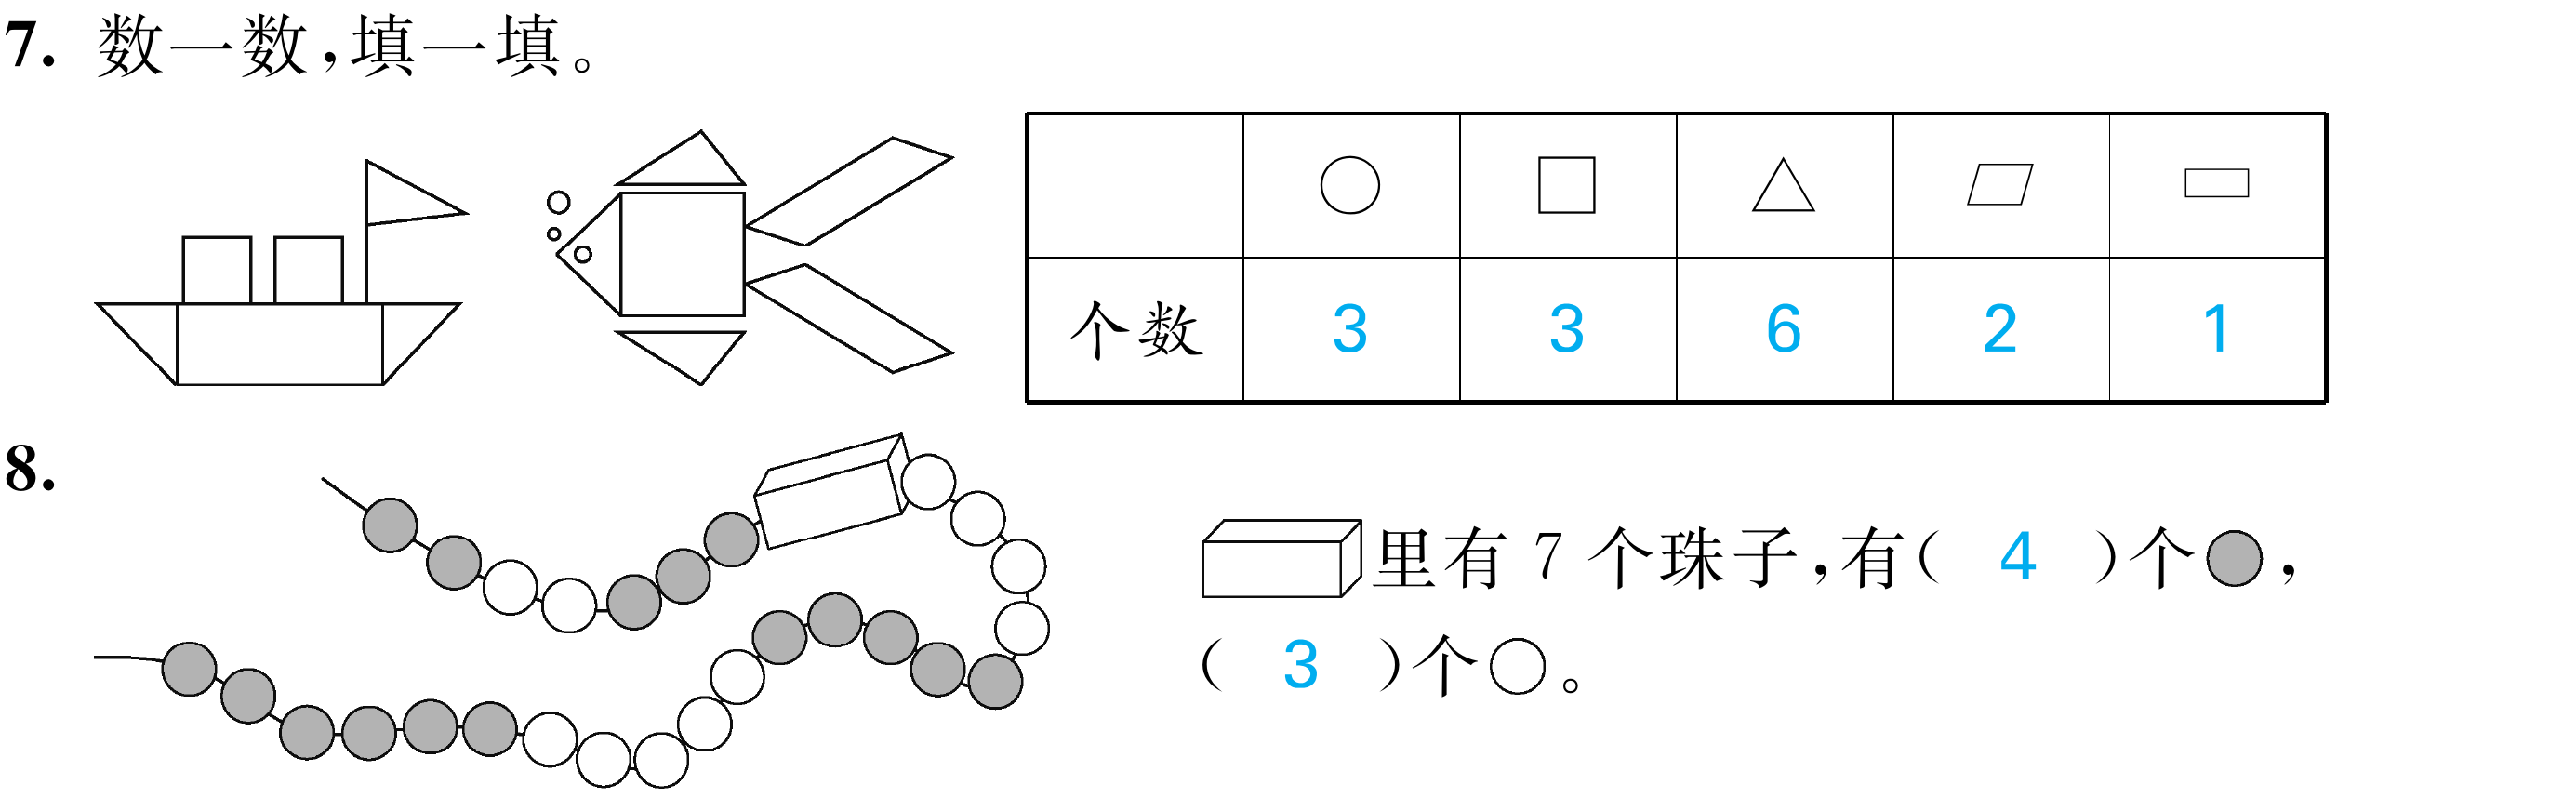 7. 数一数,填一填。
个数 3 3 6 2 1
8.
里有 7 个珠子,有( 4 )个 ,
( 3 )个 。